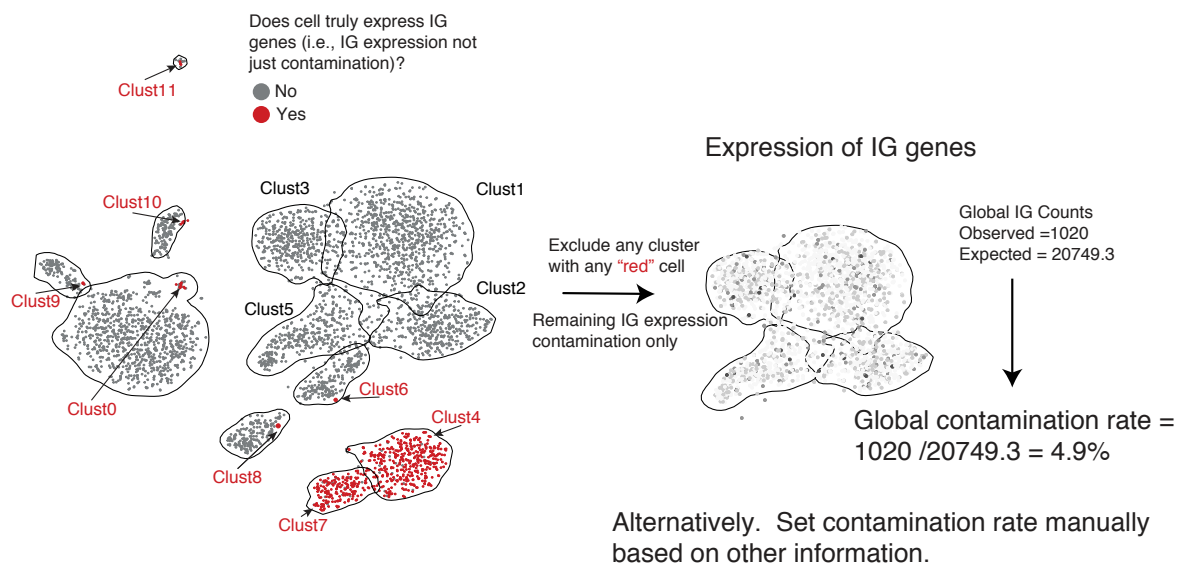 Does cell truly express IG
genes (i.e., IG expression not
just contamination)?
No
Yes
Clust11
Expression of IG genes
Clust3
Clust1
Clust10
Global IG Counts
Observed =1020
Expected = 20749.3
Exclude any cluster
with any “red” cell
Clust2
Clust9
Clust5
Remaining IG expression
contamination only
Clust6
Clust0
Clust4
Global contamination rate =
1020 /20749.3 = 4.9%
Clust8
Clust7
Alternatively.  Set contamination rate manually
based on other information.